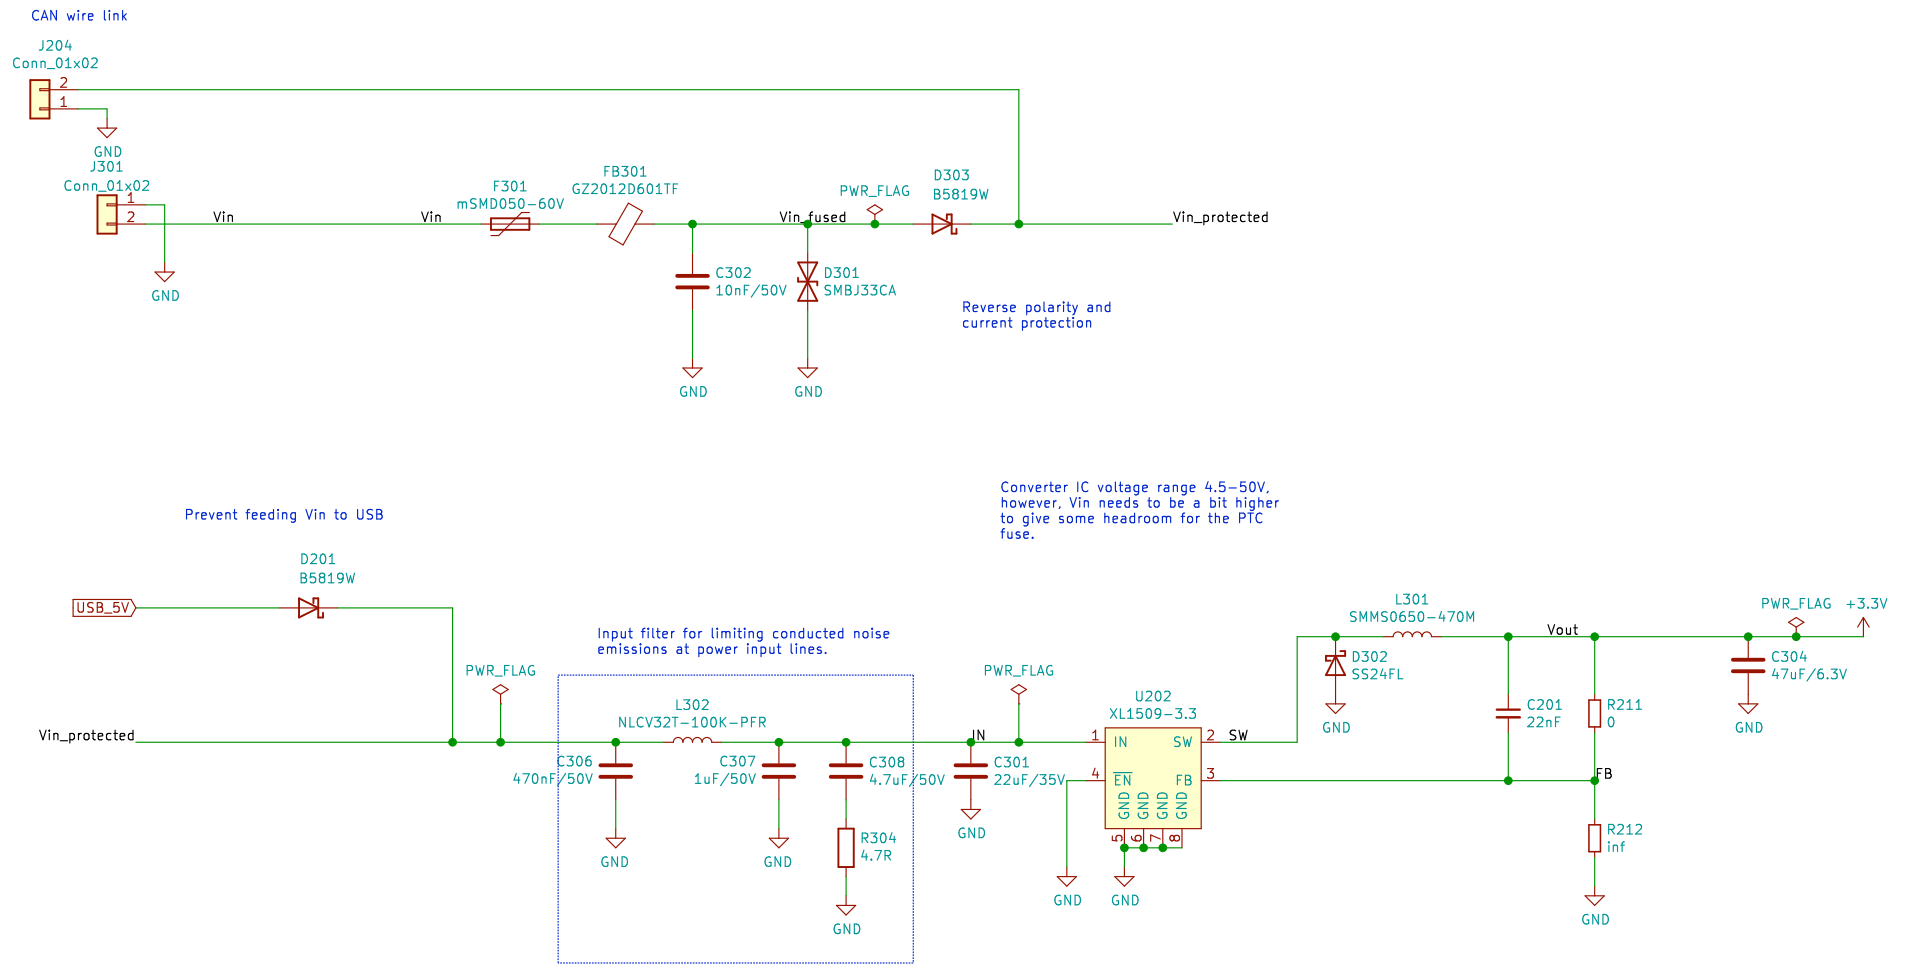 CAN wire link
J204
Conn_01x02
2
1
GND
J301
Conn_01x02
1
2
GND
Vin
Vin
F301
mSMD050-60V
FB301
GZ2012D601TF
Vin_fused
PWR_FLAG
D303
B5819W
Vin_protected
C302
10nF/50V
GND
D301
SMBJ33CA
GND
Reverse polarity and
current protection
Converter IC voltage range 4.5-50V,
however, Vin needs to be a bit higher
to give some headroom for the PTC
fuse.
Prevent feeding Vin to USB
D201
B5819W
USB_5V
Vin_protected
PWR_FLAG
Input filter for limiting conducted noise
emissions at power input lines.
L302
NLCV32T-100K-PFR
C306
470nF/50V
GND
C307
1uF/50V
GND
C308
4.7uF/50V
R304
4.7R
GND
IN
PWR_FLAG
C301
22uF/35V
GND
U202
XL1509-3.3
1
IN
SW
2
SW
4
EN
FB
3
GND
GND
GND
GND
5
6
7
8
GND
GND
L301
SMMS0650-470M
D302
SS24FL
GND
Vout
C201
22nF
R211
0
FB
R212
inf
GND
PWR_FLAG
+3.3V
C304
47uF/6.3V
GND